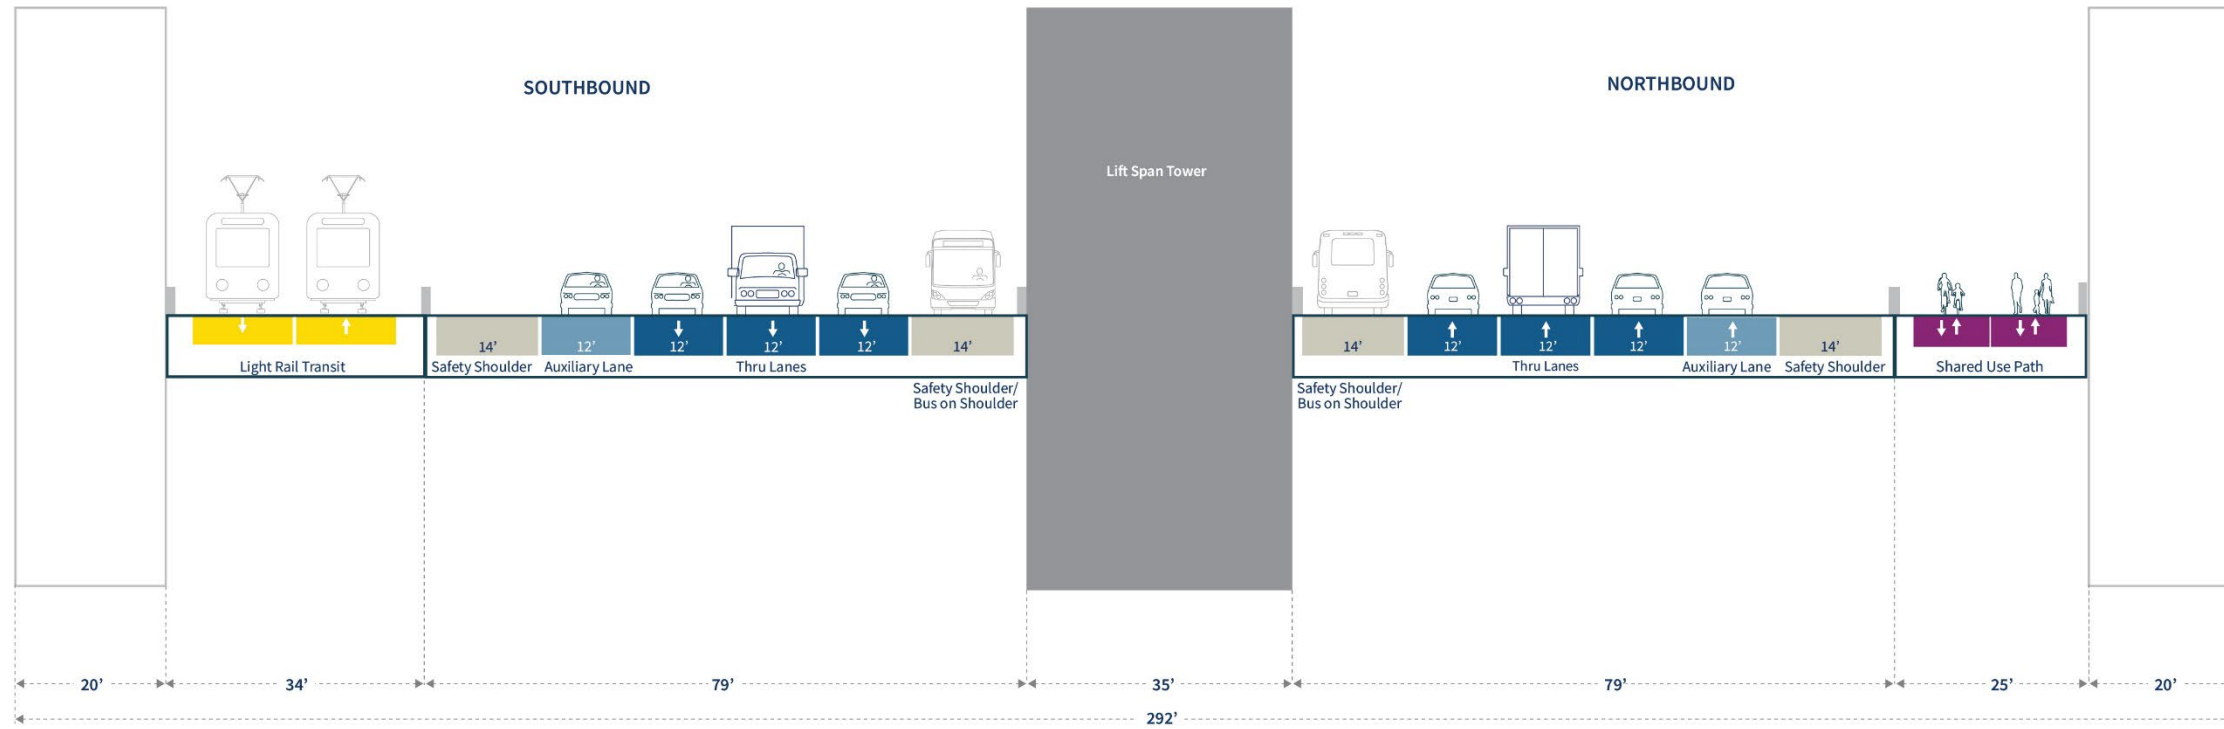 SOUTHBOUND
NORTHBOUND
Lift Span Tower
14’ 12’ 12’ 12’ 12’ 14’
14’ 12’ 12’ 12’ 12’ 14’
Light Rail Transit
Safety Shoulder
Auxiliary Lane
Thru Lanes
Safety Shoulder/
Bus on Shoulder
Safety Shoulder/
Bus on Shoulder
Thru Lanes
Auxiliary Lane
Safety Shoulder
Shared Use Path
20’ 34’ 79’ 35’ 79’ 25’ 20’
292’